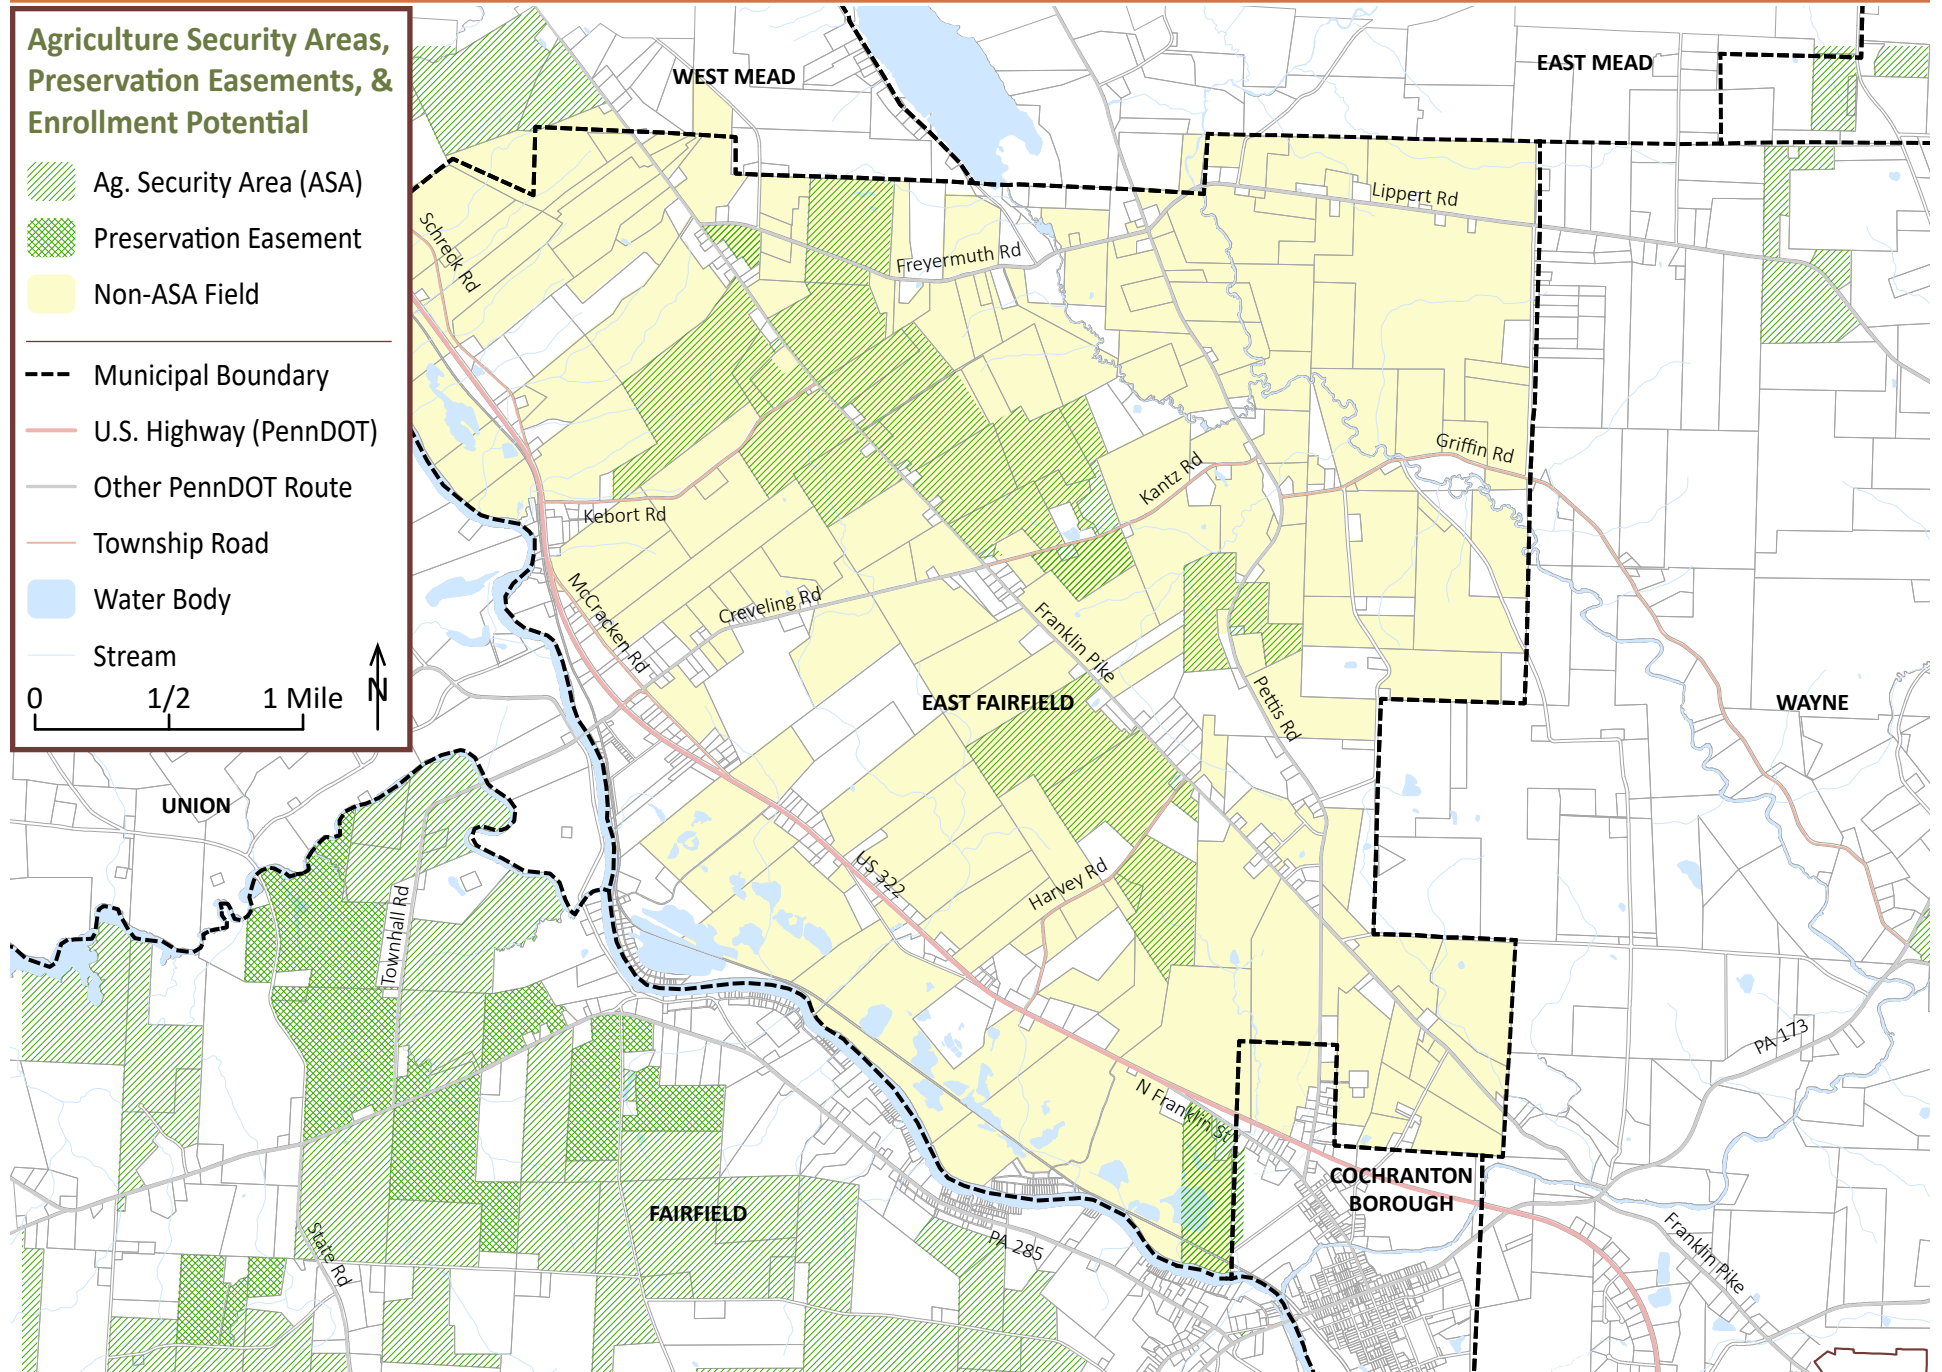 Agriculture Security Areas,
Preservation Easements, &
Enrollment Potential
Ag. Security Area (ASA)
Preservation Easement
Non-ASA Field
Municipal Boundary
U.S. Highway (PennDOT)
Other PennDOT Route
Township Road
Water Body
Stream
0 1/2 1 Mile
N
WEST MEAD
EAST MEAD
Lippert Rd
Schreck Rd
Freyermuth Rd
Griffin Rd
Kantz Rd
Kebort Rd
McCracken Rd
Creveling Rd
Franklin Pike
EAST FAIRFIELD
Pettis Rd
WAYNE
UNION
US 322
Harvey Rd
Townhall Rd
PA 173
N Franklin St
COCHRANTON
BOROUGH
FAIRFIELD
State Rd
PA 285
Franklin Pike